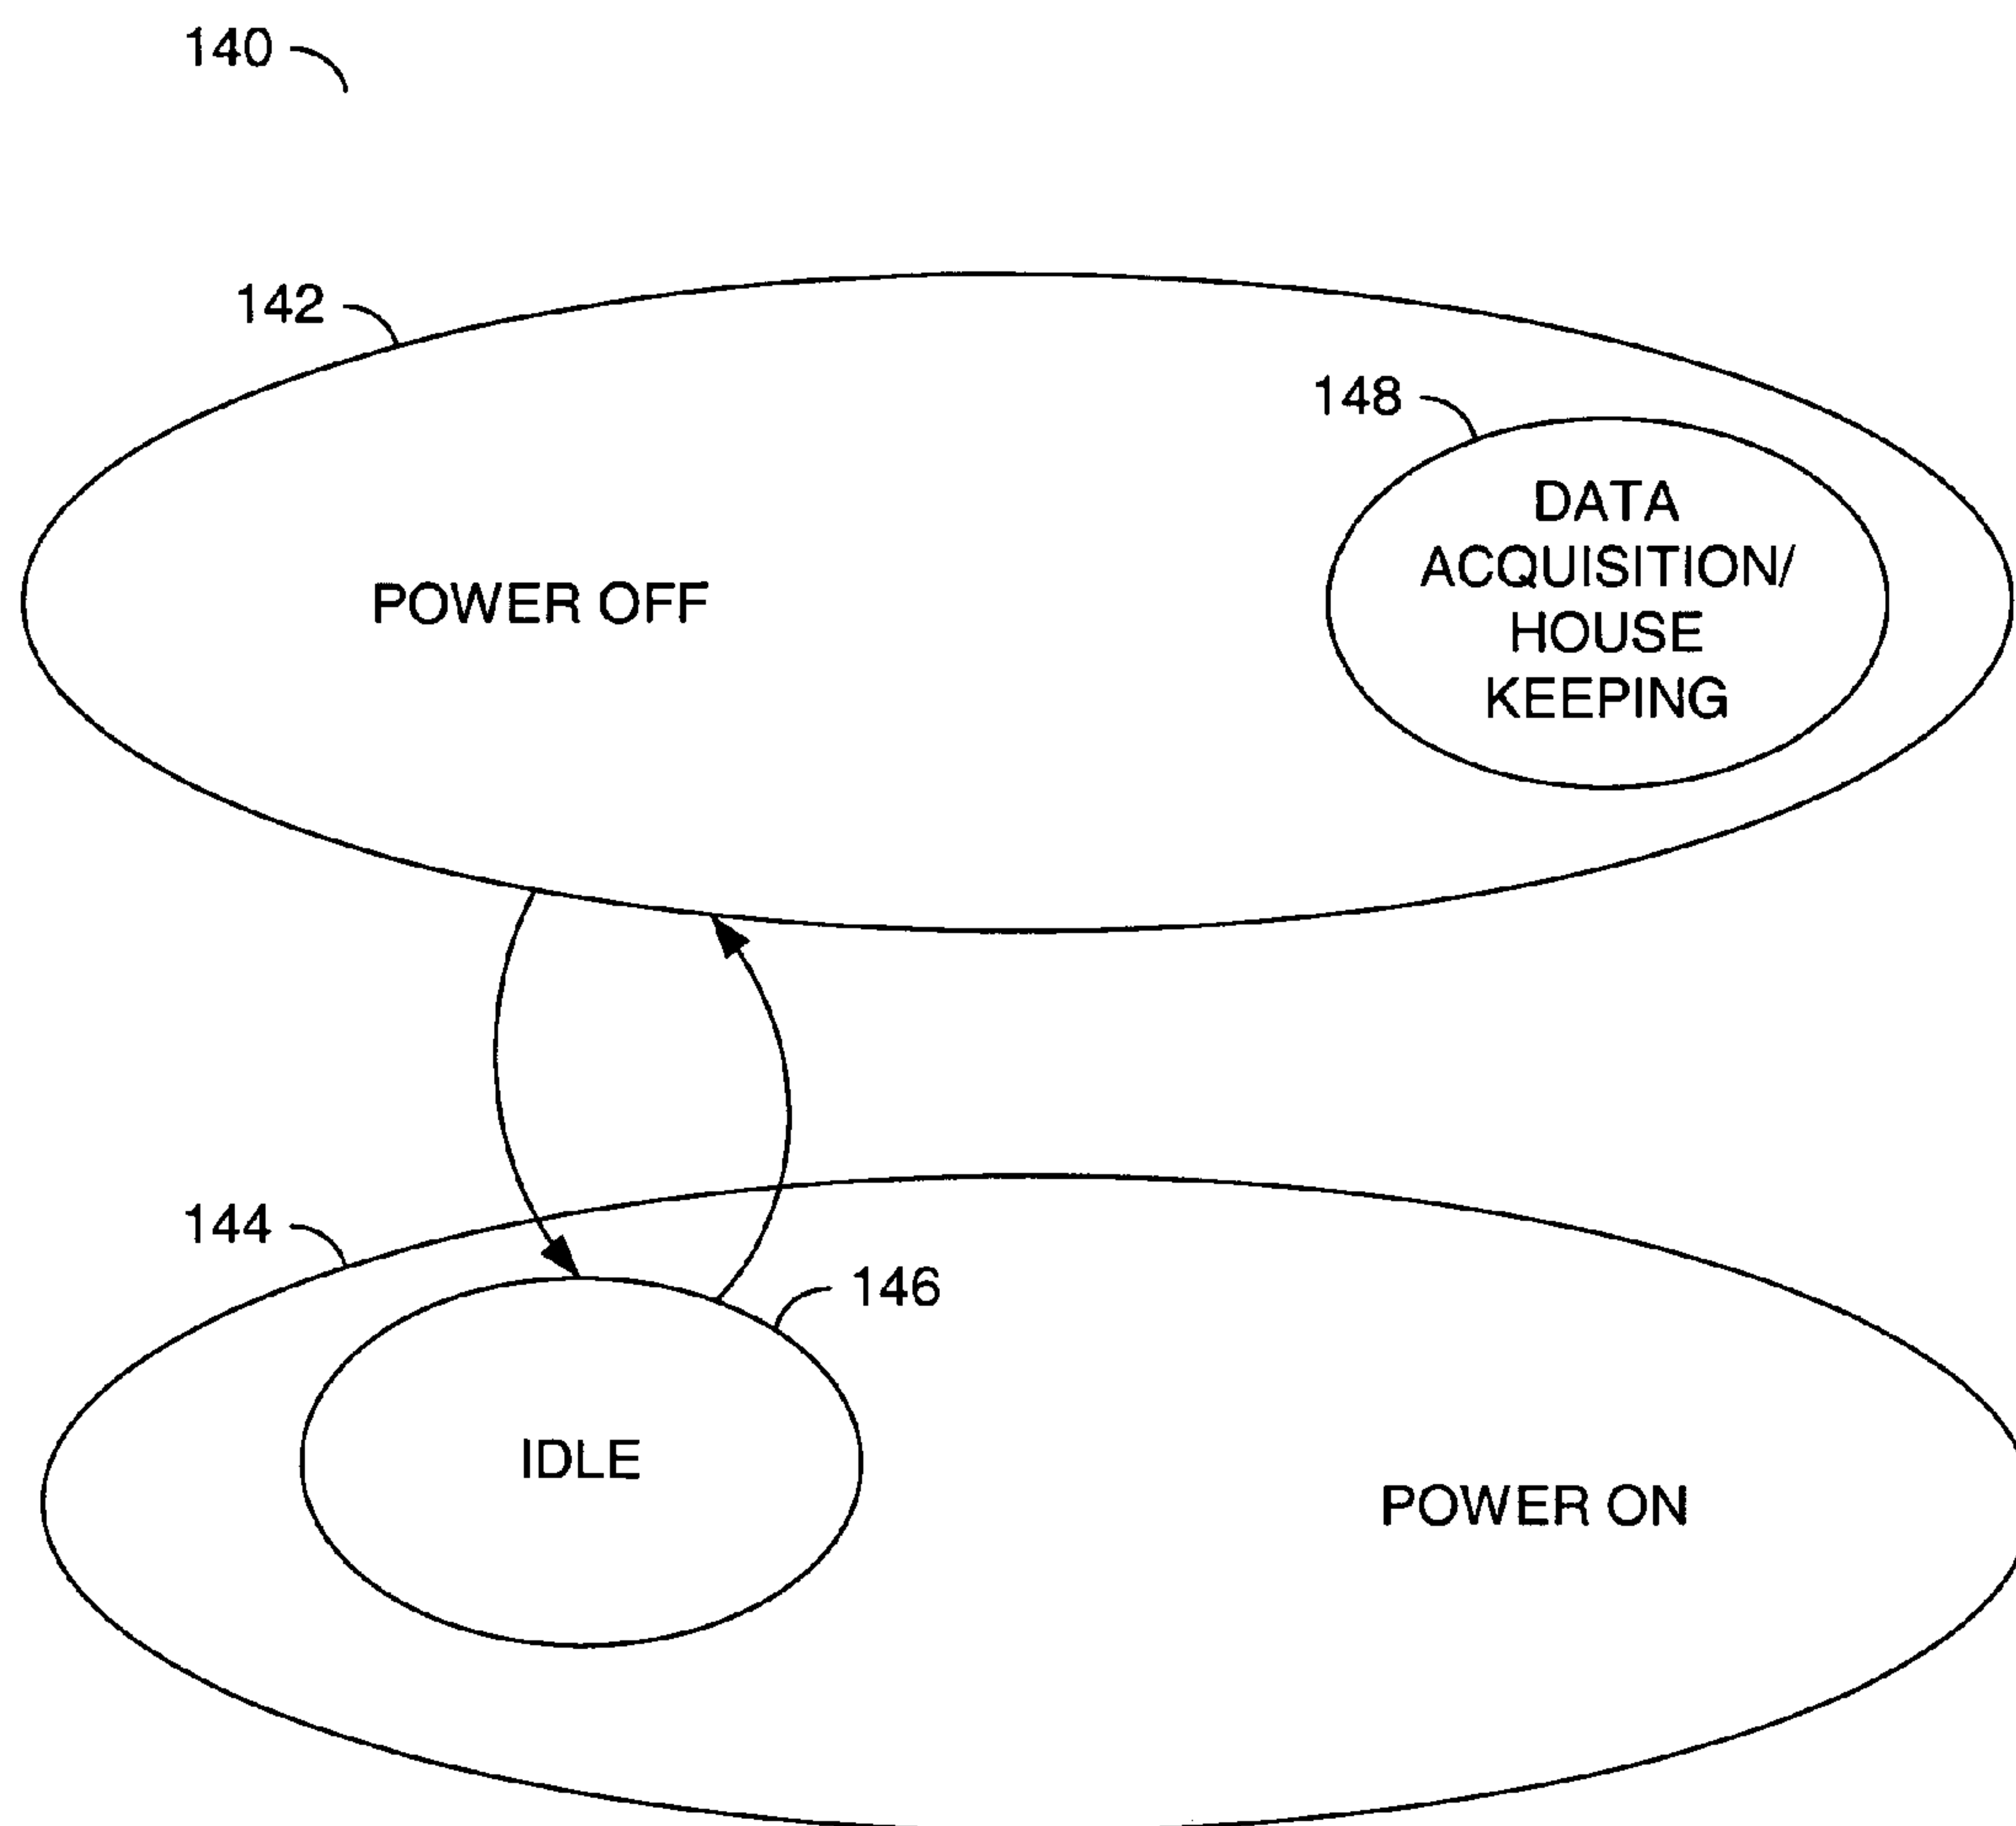 140
142
148
DATA
ACQUISITION/
HOUSE
KEEPING
POWER OFF
144
146
IDLE
POWER ON